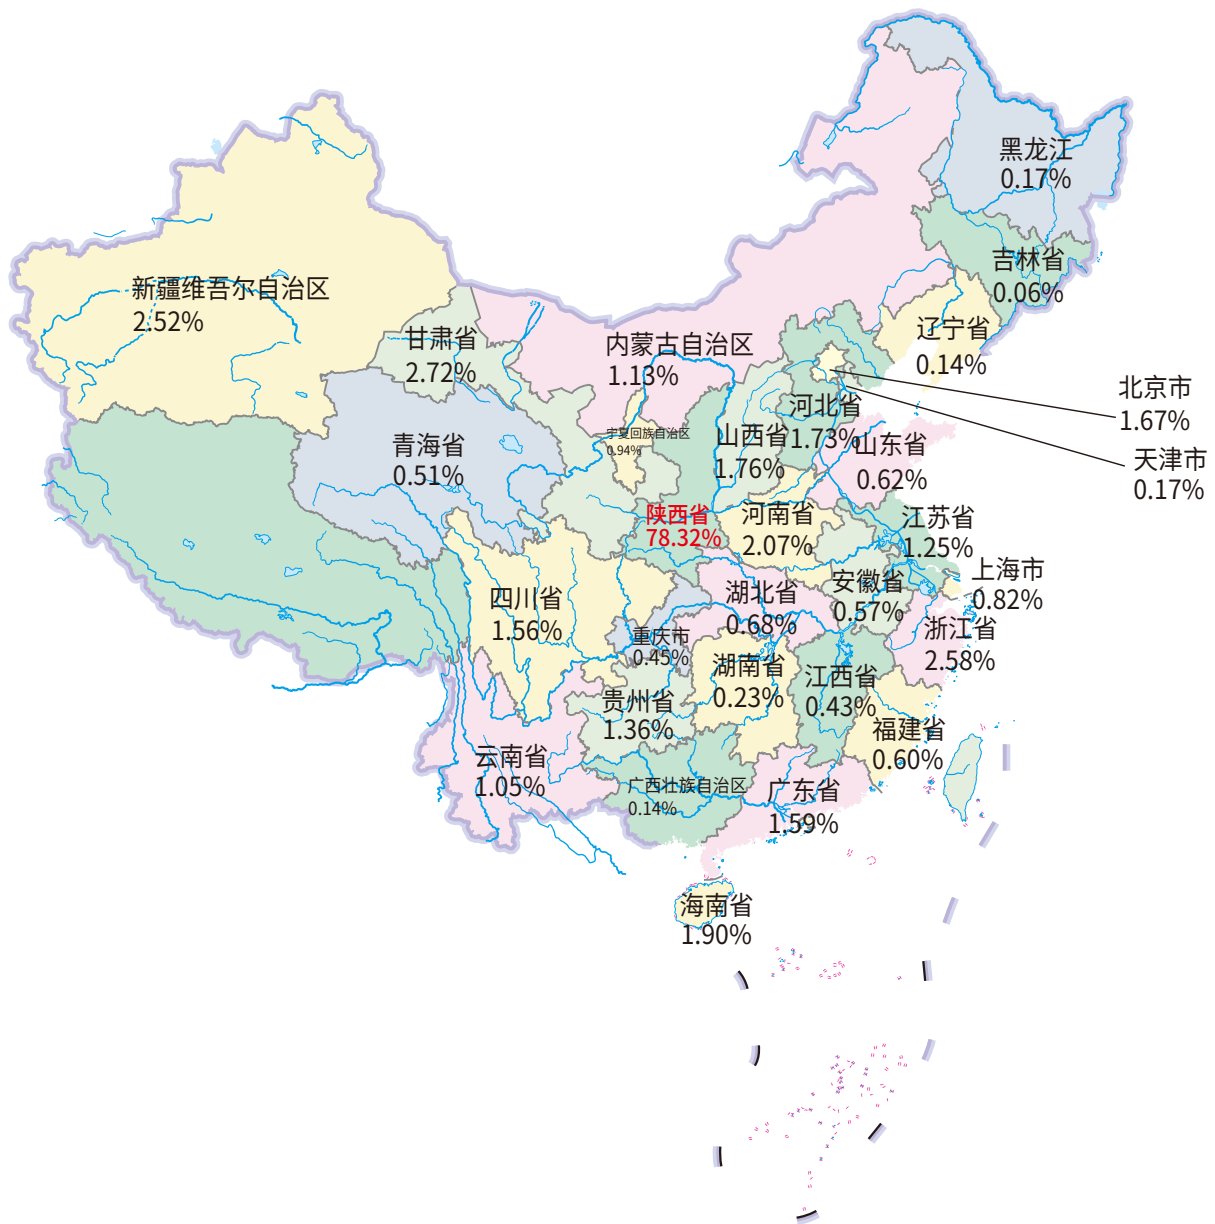 黑龙江
0.17%
吉林省
0.06%
新疆维吾尔自治区
2.52%
甘肃省
2.72%
内蒙古自治区
1.13%
辽宁省
0.14%
北京市
1.67%
天津市
0.17%
河北省
1.73%
山西省
1.76%
宁夏回族自治区
0.94%
青海省
0.51%
山东省
0.62%
陕西省
78.32%
河南省
2.07%
江苏省
1.25%
上海市
0.82%
安徽省
0.57%
四川省
1.56%
湖北省
0.68%
重庆市
0.45%
浙江省
2.58%
湖南省
0.23%
江西省
0.43%
贵州省
1.36%
福建省
0.60%
云南省
1.05%
广西壮族自治区
0.14%
广东省
1.59%
海南省
1.90%